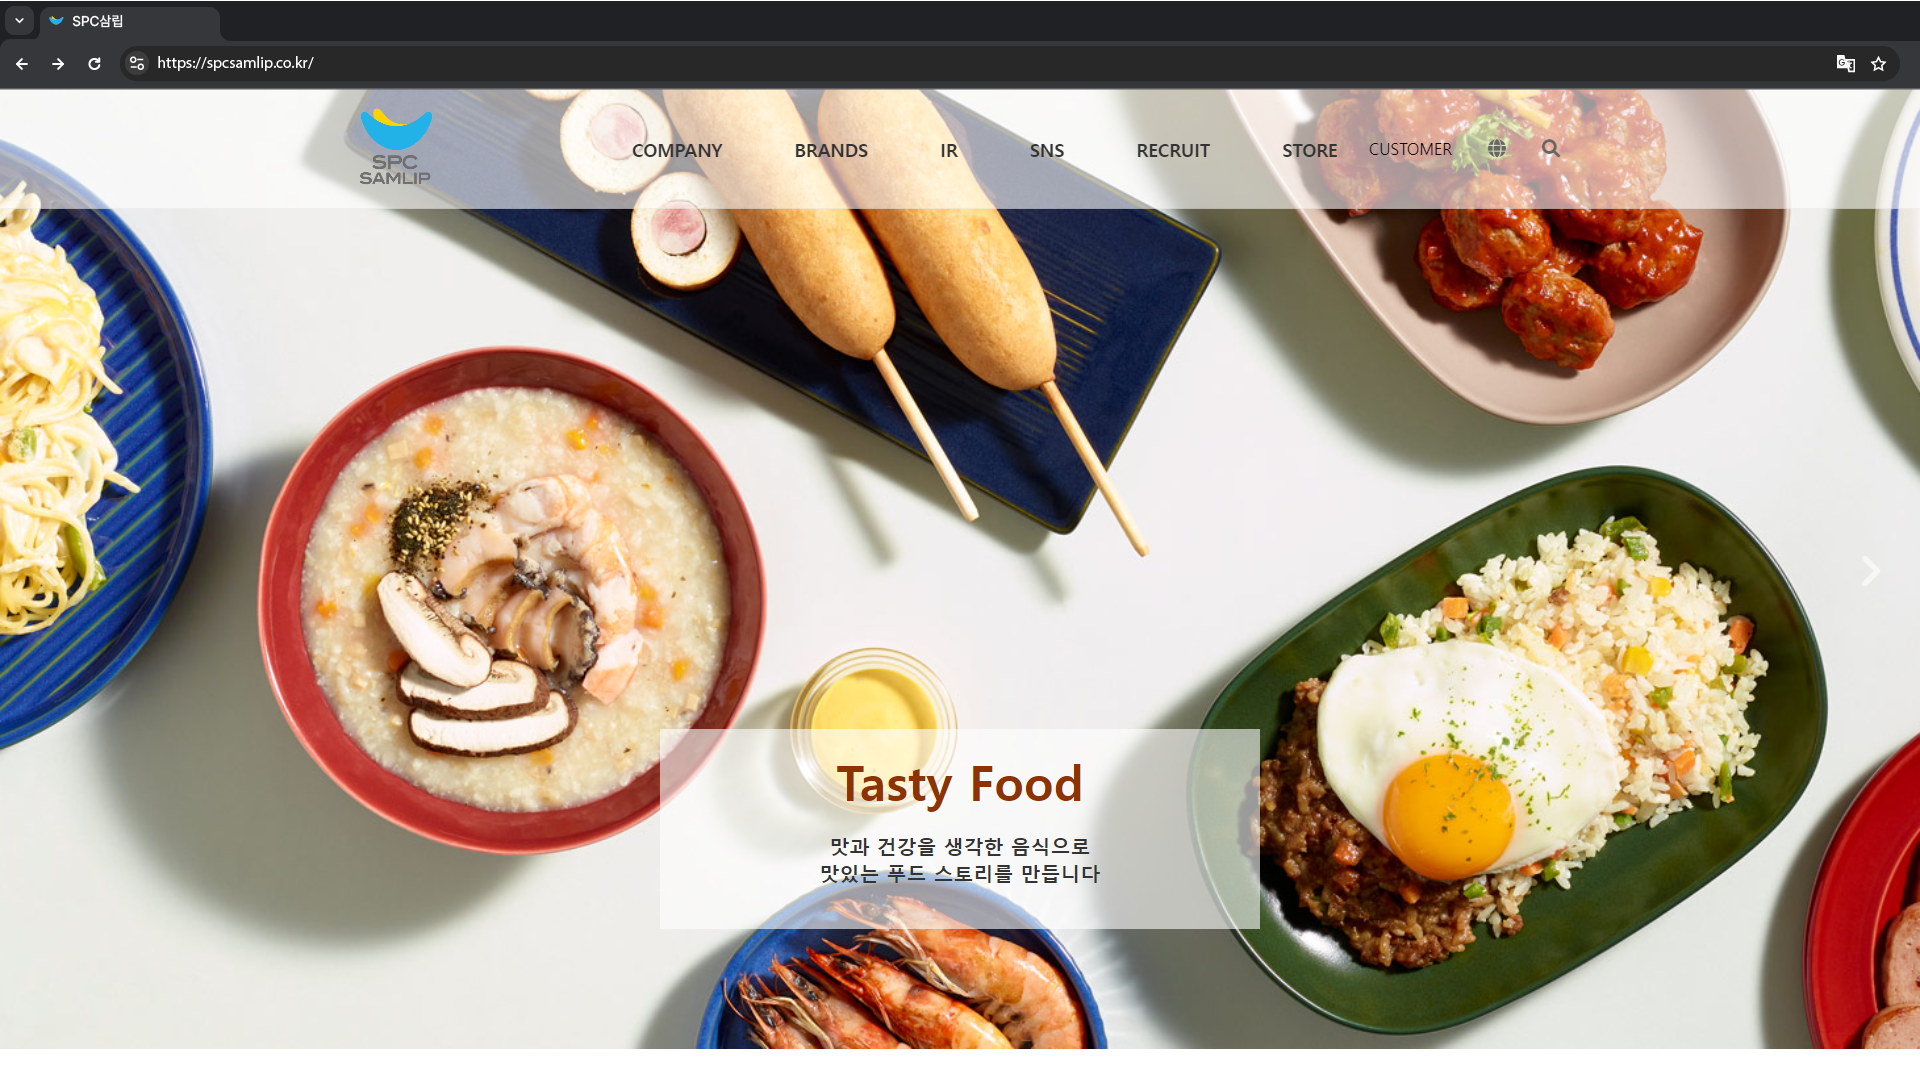 SPC삼립
https://spcsamlip.co.kr/
SPC
SAMLIP
COMPANY BRANDS IR SNS RECRUIT STORE CUSTOMER
Tasty Food
맛과 건강을 생각한 음식으로
맛있는 푸드 스토리를 만듭니다